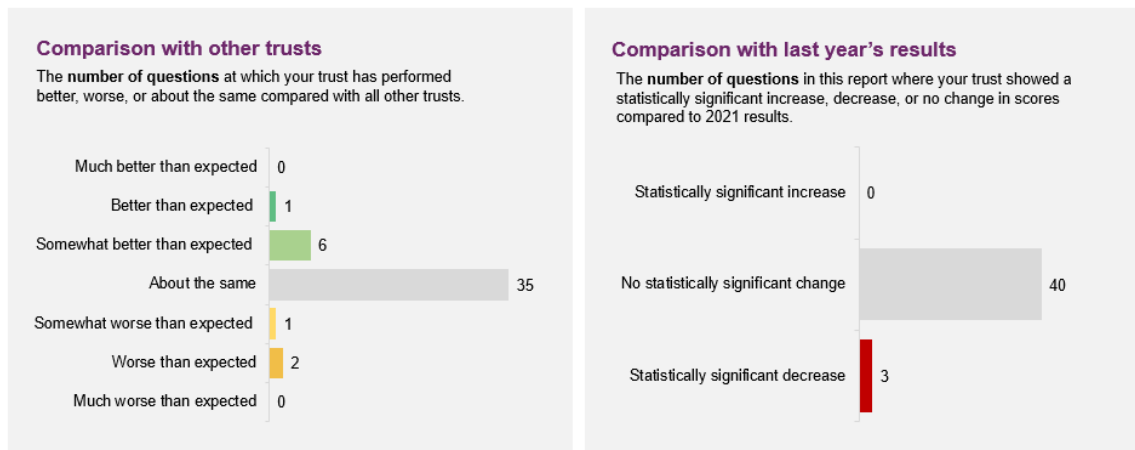 Comparison with other trusts
The number of questions at which your trust has performed
better, worse, or about the same compared with all other trusts.
Much better than expected 0
Better than expected 1
Somewhat better than expected 6
About the same 35
Somewhat worse than expected 1
Worse than expected 2
Much worse than expected 0
Comparison with last year’s results
The number of questions in this report where your trust showed a
statistically significant increase, decrease, or no change in scores
compared to 2021 results.
Statistically significant increase 0
No statistically significant change 40
Statistically significant decrease 3